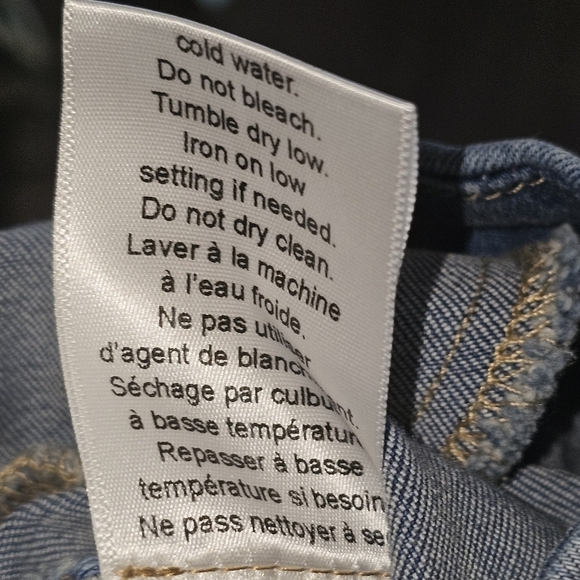 cold water.
Do not bleach.
Tumble dry low.
Iron on low
setting if needed.
Do not dry clean.
Laver à la machine
à l'eau froide.
Ne pas utiliser
d'agent de
Séchage par
à basse
Repasser à basse
température si besoin
Ne pass nettoyer à